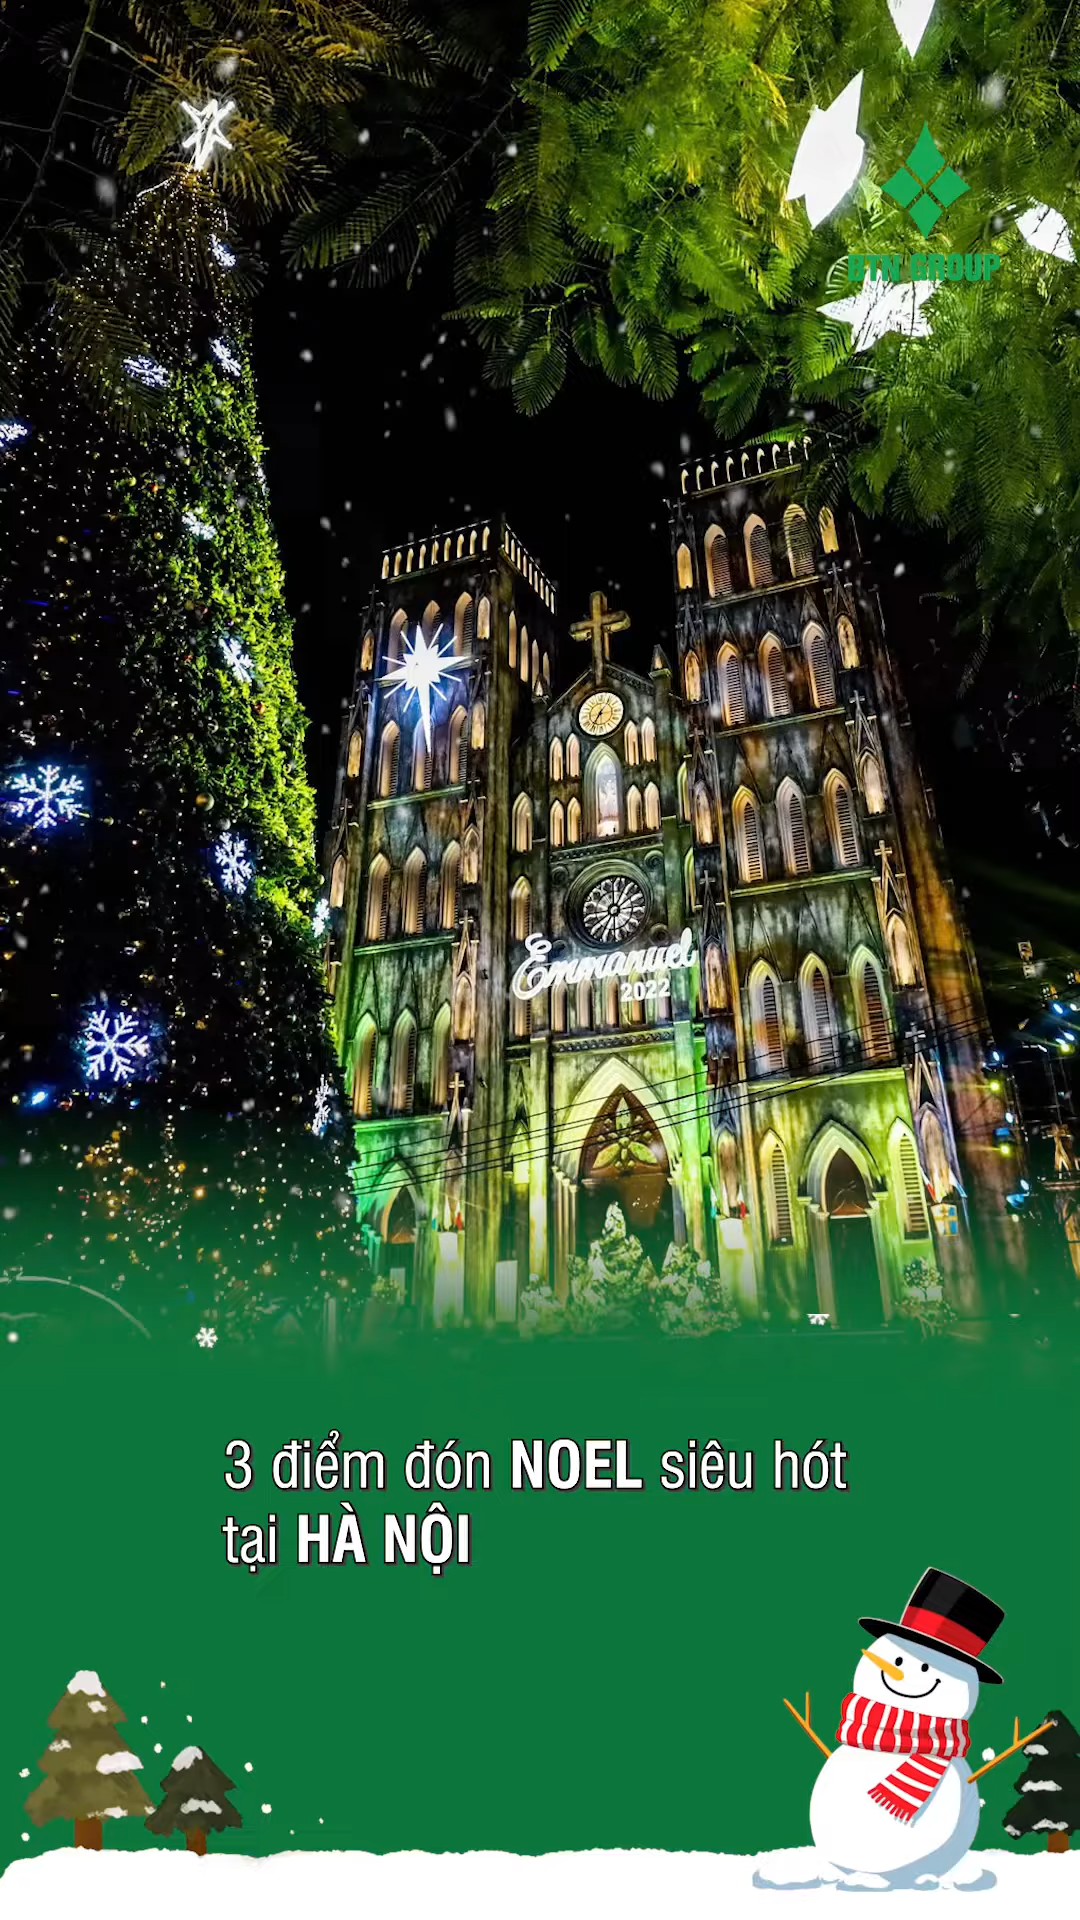 BTN GROUP
Emmanuel
2022
3 điểm đón NOEL siêu hót
tại HÀ NỘI